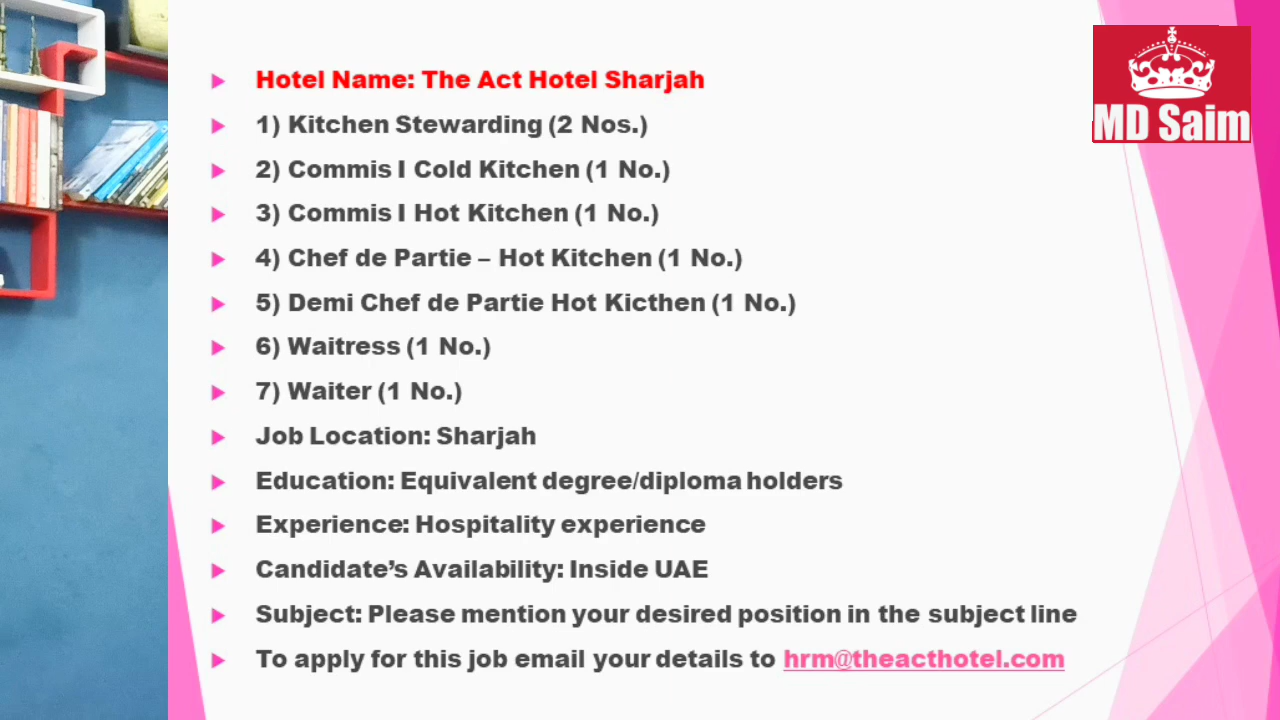 Hotel Name: The Act Hotel Sharjah
1) Kitchen Stewarding (2 Nos.)
2) Commis I Cold Kitchen (1 No.)
3) Commis I Hot Kitchen (1 No.)
4) Chef de Partie – Hot Kitchen (1 No.)
5) Demi Chef de Partie Hot Kicthen (1 No.)
6) Waitress (1 No.)
7) Waiter (1 No.)
Job Location: Sharjah
Education: Equivalent degree/diploma holders
Experience: Hospitality experience
Candidate’s Availability: Inside UAE
Subject: Please mention your desired position in the subject line
To apply for this job email your details to hrm@theacthotel.com
MD Saim